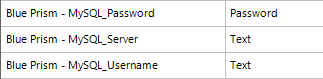 Blue Prism - MySQL_Password Password
Blue Prism - MySQL_Server Text
Blue Prism - MySQL_Username Text